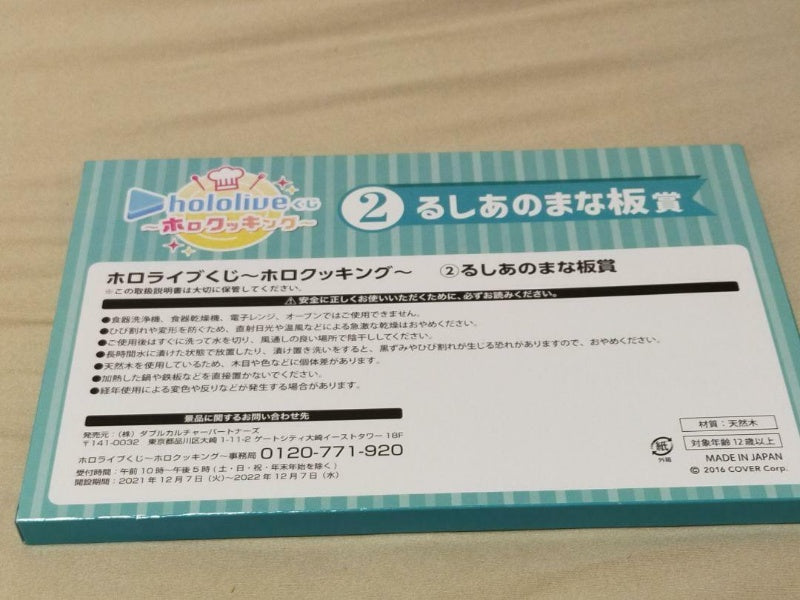 hololiveくじ
～ホロクッキング～
② るしあのまな板賞
ホロライブくじ～ホロクッキング～ ②るしあのまな板賞
※この取扱説明書は大切に保管してください。
⚠安全に正しくお使いいただくために、必ずお読みください。
●食器洗浄機、食器乾燥機、電子レンジ、オーブンではご使用できません。
●ひび割れや変形を防ぐため、直射日光や温風などによる急激な乾燥はおやめください。
●ご使用後はすぐに洗って水を切り、風通しの良い場所で陰干ししてください。
●長時間水に漬けた状態で放置したり、漬け置き洗いをすると、黒ずみやひび割れが生じる恐れがありますので、おやめください。
●天然木を使用しているため、木目や色などに個体差があります。
●加熱した鍋や鉄板などを直接置かないでください。
●経年使用による変色や反りなどが発生する場合があります。
景品に関するお問い合わせ先
発売元：（株）ダブルカルチャーパートナーズ
〒141-0032 東京都品川区大崎 1-11-2 ゲートシティ大崎イーストタワー 18F
ホロライブくじ～ホロクッキング～事務局 0120-771-920
受付時間：午前10時～午後5時（土・日・祝・年末年始を除く）
開設期間：2021年12月7日（火）～2022年12月7日（水）
材質：天然木
紙
外箱
対象年齢 12歳以上
MADE IN JAPAN
© 2016 COVER Corp.